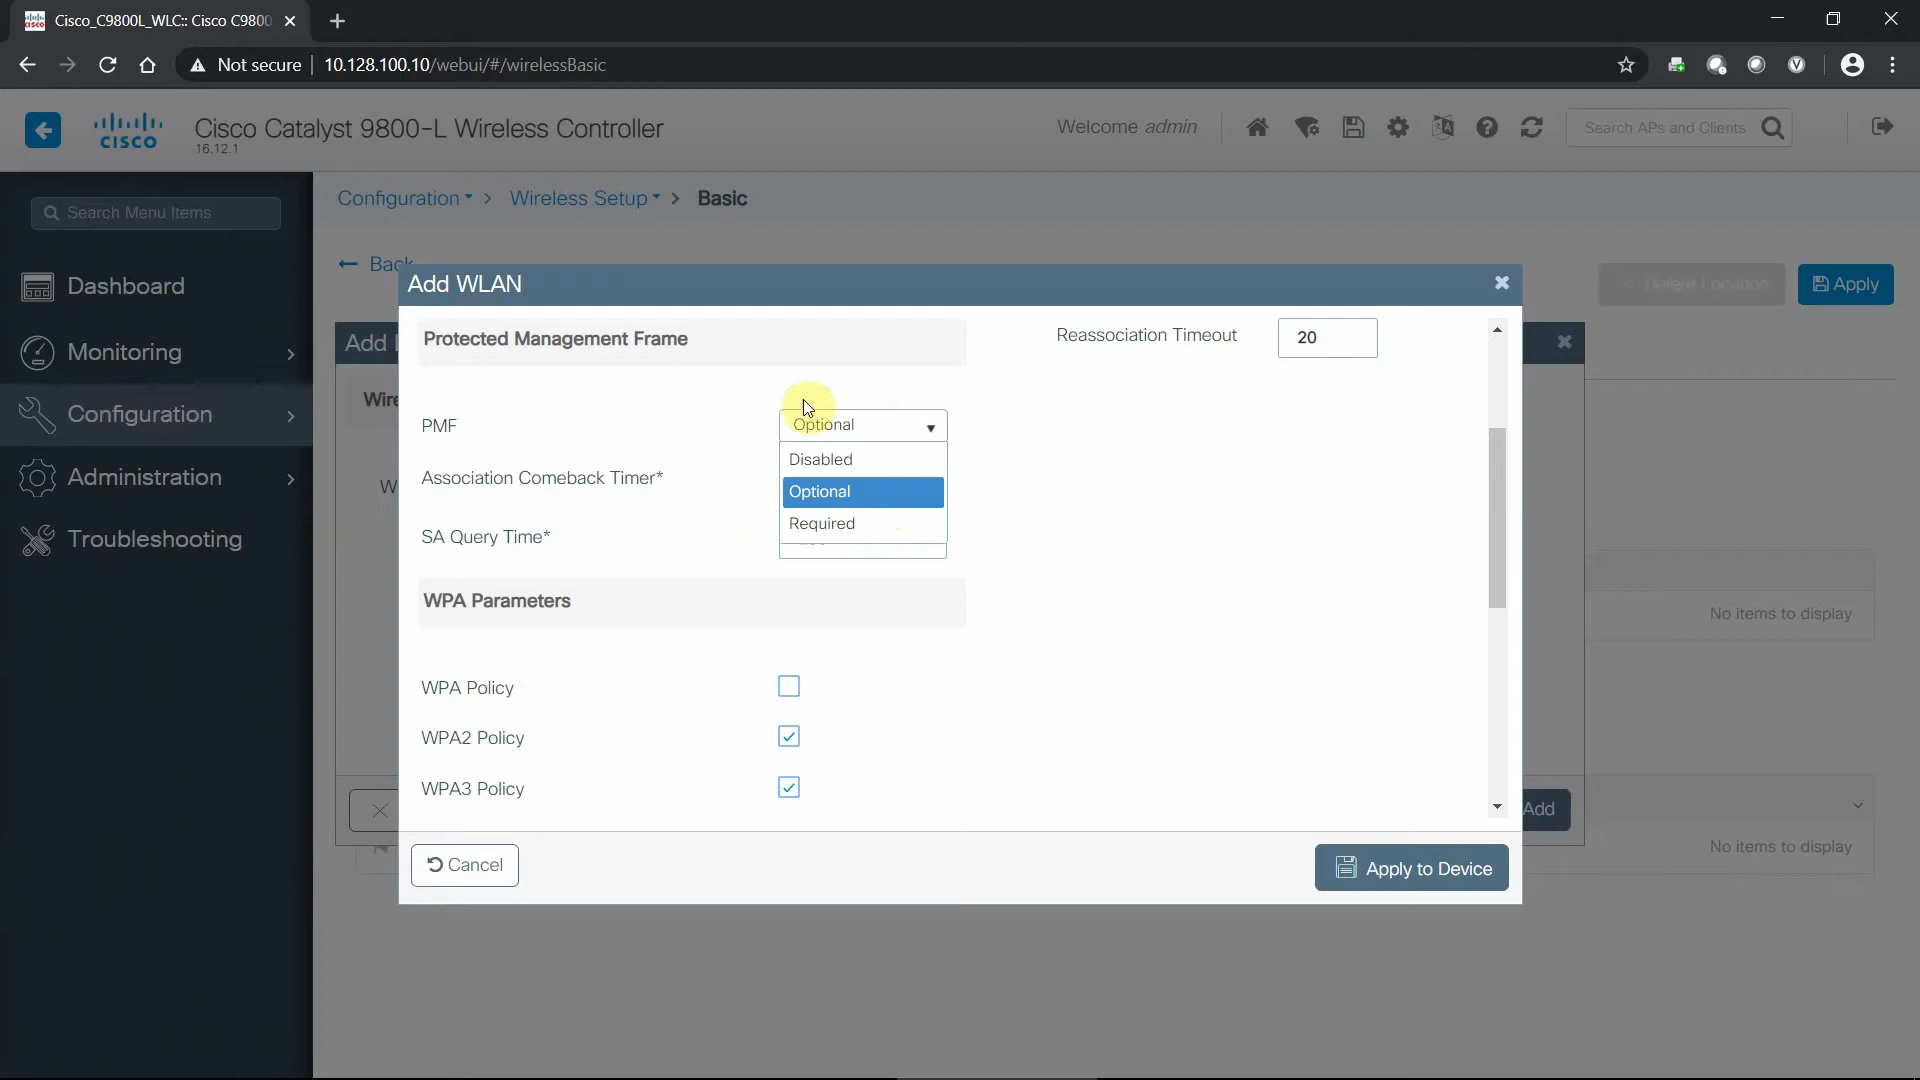 Cisco_C9800L_WLC:: Cisco C9800
Not secure
10.128.100.10/webui/#/wirelessBasic
CISCO
Cisco Catalyst 9800-L Wireless Controller
16.12.1
Welcome admin
Search APs and Clients
Search Menu Items
Dashboard
Monitoring
Configuration
Administration
Troubleshooting
Configuration > Wireless Setup > Basic
Back
Delete Location
Apply
Add
Add WLAN
Protected Management Frame
Reassociation Timeout
20
PMF
Optional
Disabled
Optional
Required
Association Comeback Timer*
SA Query Time*
WPA Parameters
WPA Policy
WPA2 Policy
WPA3 Policy
No items to display
Add
No items to display
Cancel
Apply to Device